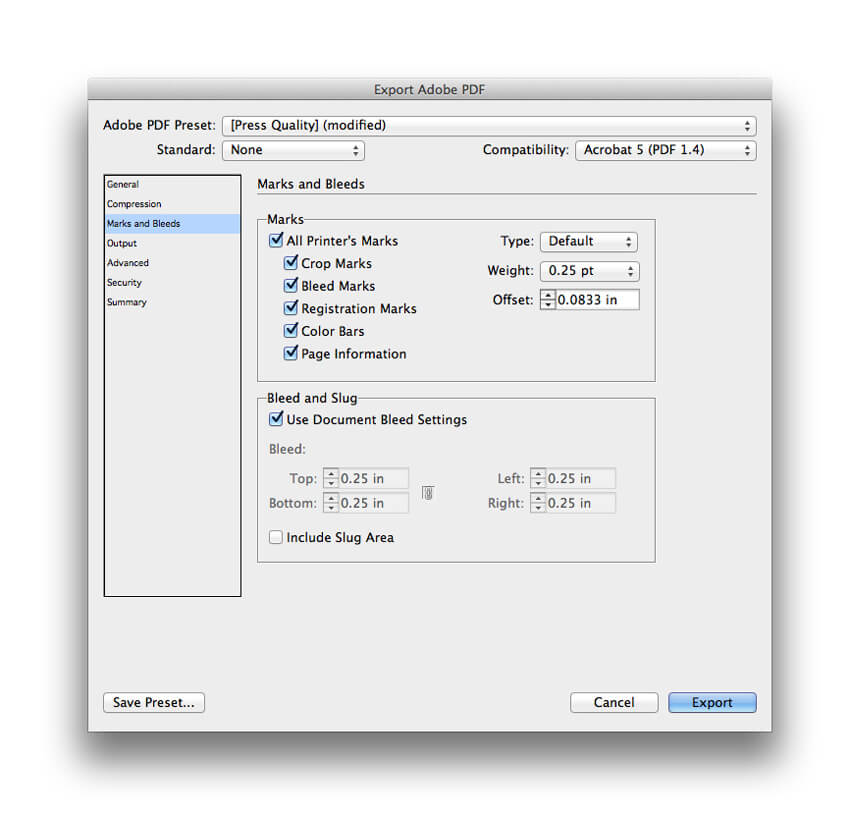 Export Adobe PDF
Adobe PDF Preset: [Press Quality] (modified)
Standard: None Compatibility: Acrobat 5 (PDF 1.4)
General
Compression
Marks and Bleeds
Output
Advanced
Security
Summary
Marks and Bleeds
Marks
All Printer's Marks Type: Default
Crop Marks Weight: 0.25 pt
Bleed Marks Offset: 0.0833 in
Registration Marks
Color Bars
Page Information
Bleed and Slug
Use Document Bleed Settings
Bleed:
Top: 0.25 in Left: 0.25 in
Bottom: 0.25 in Right: 0.25 in
Include Slug Area
Save Preset... Cancel Export